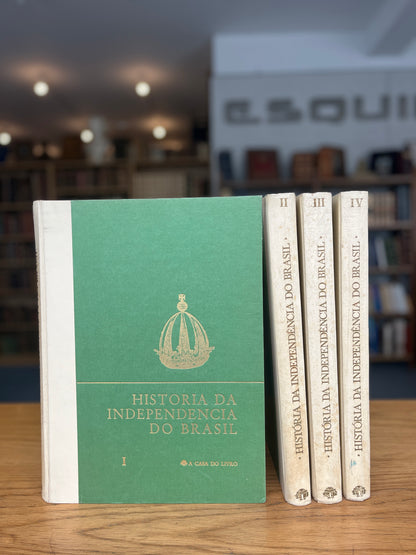 ESQUI
HISTORIA DA
INDEPENDENCIA
DO BRASIL
I
A CASA DO LIVRO
II
· HISTÓRIA DA INDEPENDÊNCIA DO BRASIL ·
III
· HISTÓRIA DA INDEPENDÊNCIA DO BRASIL ·
IV
· HISTÓRIA DA INDEPENDÊNCIA DO BRASIL ·